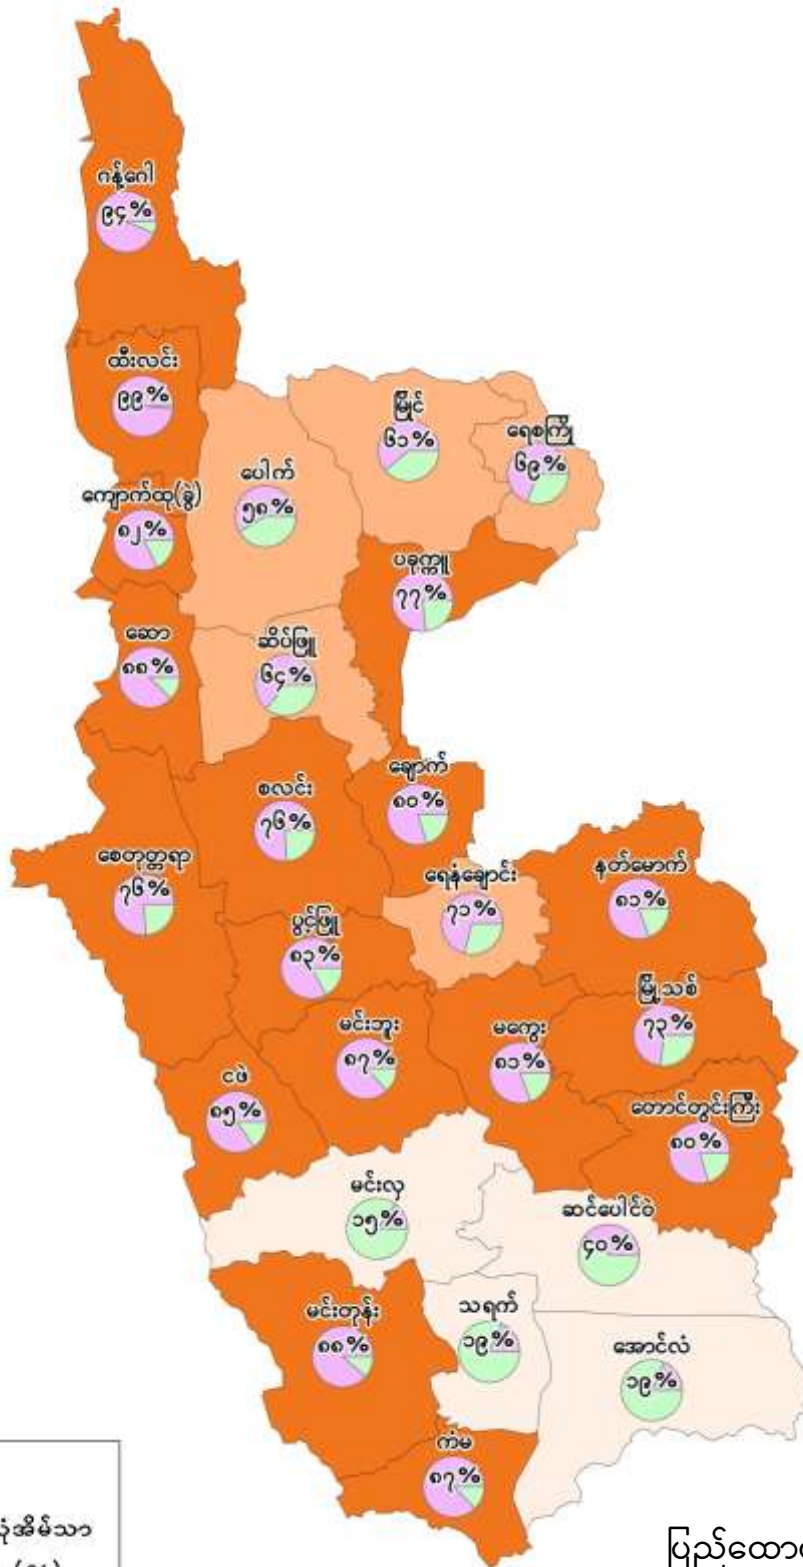 ဂန့်ဂေါ
၉၄%
ထီးလင်း
၉၉%
မြိုင်
၆၁%
ရေစကြို
၆၉%
ပေါက်
၅၈%
ကျောက်ထု(ခွဲ)
၈၂%
ပခုက္ကူ
၇၇%
ဆော
၈၈%
ဆိပ်ဖြူ
၆၄%
ချောက်
၈၀%
စလင်း
၇၆%
စေတုတ္တရာ
၇၆%
ရေနံချောင်း
၇၁%
နတ်မောက်
၈၁%
ပွင့်ဖြူ
၈၃%
မြို့သစ်
၇၃%
မင်းဘူး
၈၇%
မကွေး
၈၁%
ငဖဲ
၈၅%
တောင်တွင်းကြီး
၈၀%
မင်းလှ
၁၅%
ဆင်ပေါင်ဝဲ
၄၀%
မင်းတုန်း
၈၈%
သရက်
၁၉%
အောင်လံ
၁၉%
ကံမ
၈၇%